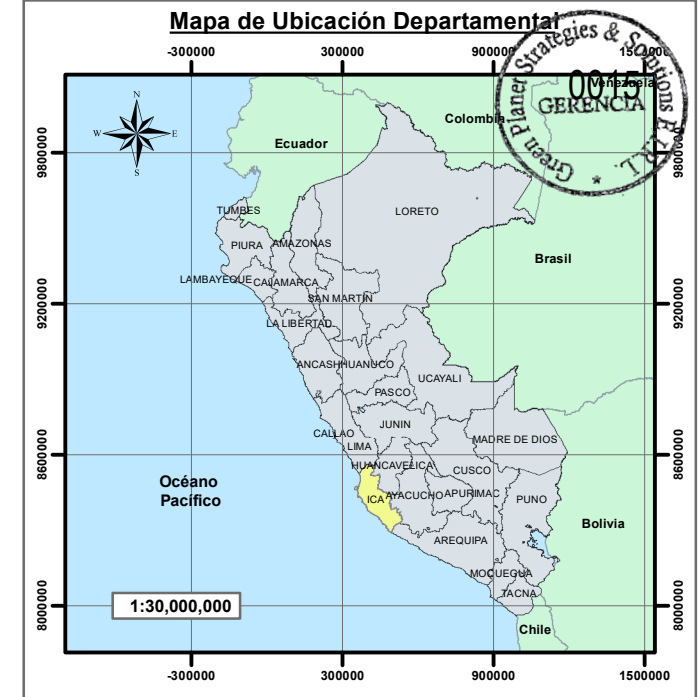 Mapa de Ubicación Departamental
-300000 300000 900000 1500000
Green Planet Strategies & Solutions E.I.R.L.
0015
GERENCIA
Venezuela
Colombia
N
W E
S
9800000 9800000
Ecuador
TUMBES
LORETO
PIURA AMAZONAS
Brasil
LAMBAYEQUE CAJAMARCA
SAN MARTIN
9200000 9200000
LA LIBERTAD
ANCASH HUANUCO
UCAYALI
PASCO
JUNIN
CALLAO
MADRE DE DIOS
LIMA
8600000 8600000
HUANCAVELICA
CUSCO
Océano
Pacífico
ICA AYACUCHO APURIMAC
PUNO
Bolivia
AREQUIPA
MOQUEGUA
TACNA
1:30,000,000
8000000 8000000
Chile
-300000 300000 900000 1500000